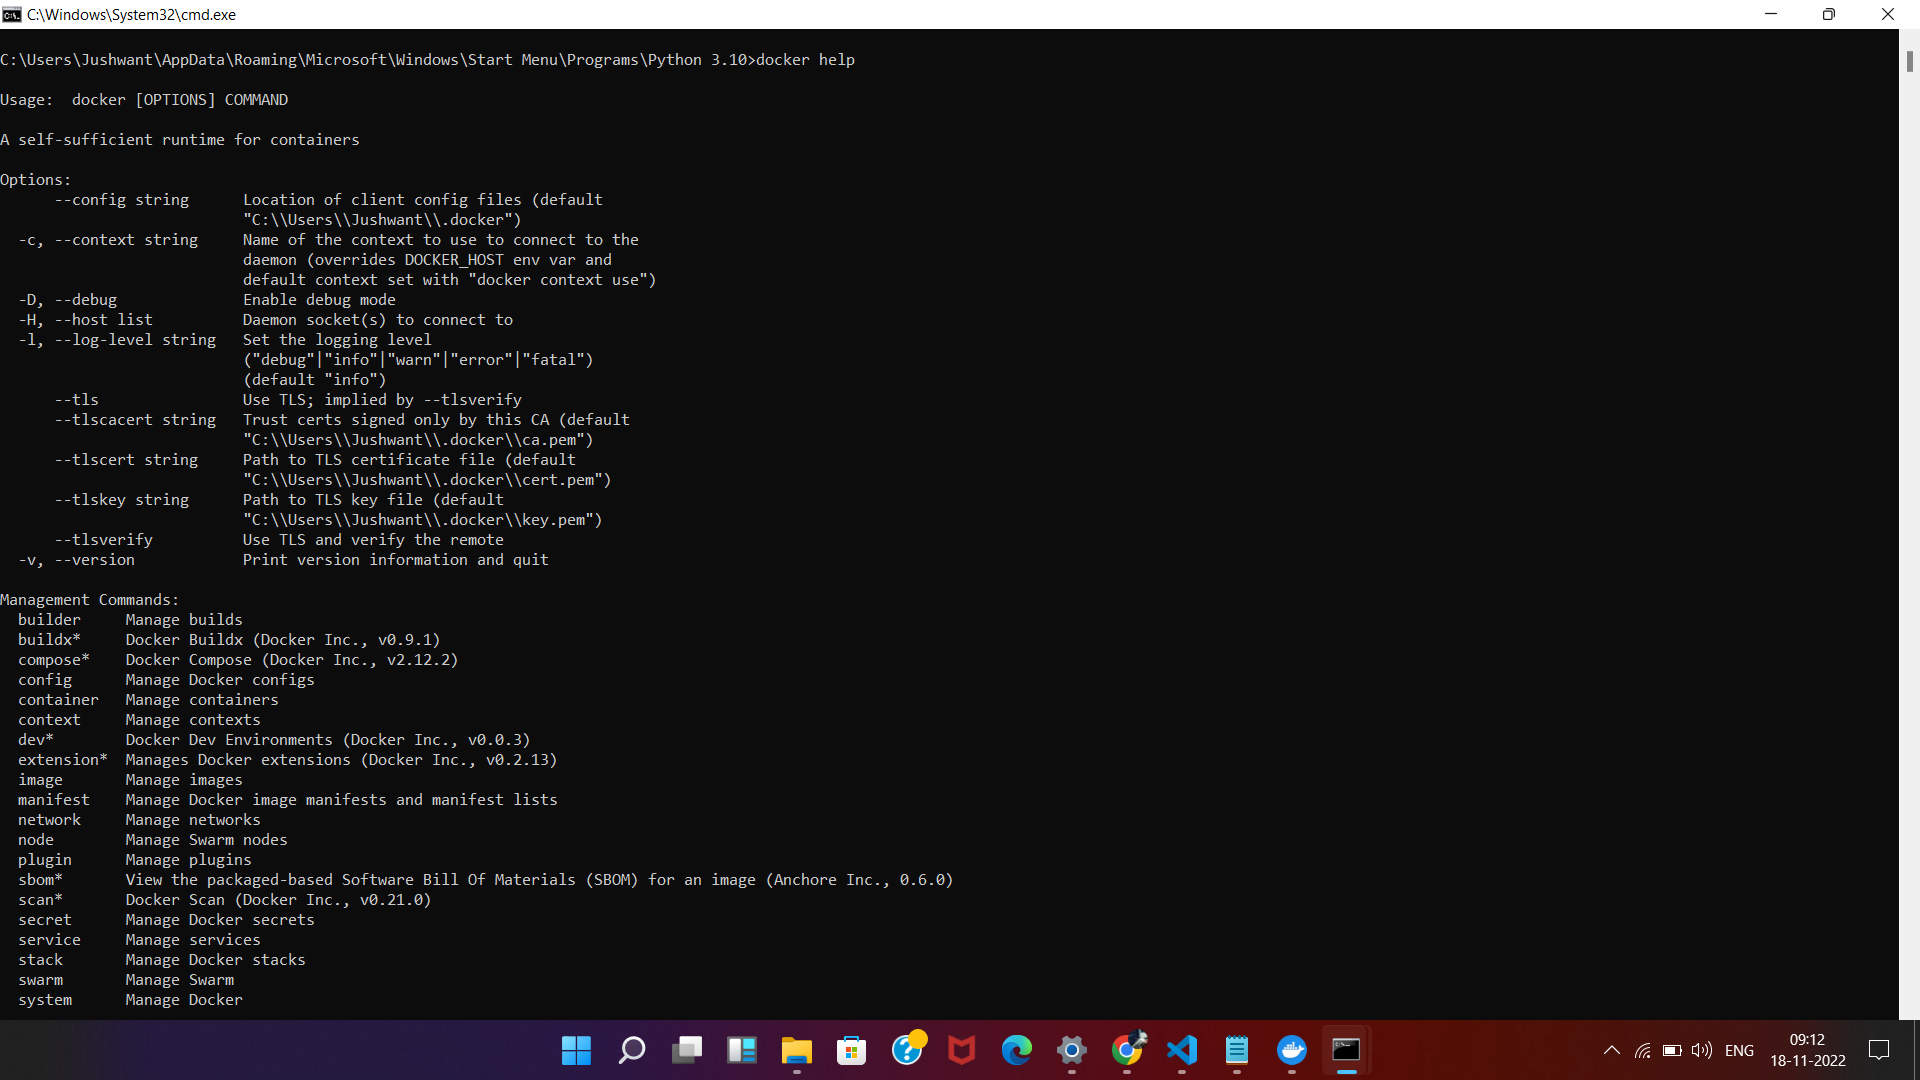 C:\Windows\System32\cmd.exe
C:\Users\Jushwant\AppData\Roaming\Microsoft\Windows\Start Menu\Programs\Python 3.10>docker help
Usage:  docker [OPTIONS] COMMAND
A self-sufficient runtime for containers
Options:
      --config string      Location of client config files (default
                           "C:\\Users\\Jushwant\\.docker")
  -c, --context string     Name of the context to use to connect to the
                           daemon (overrides DOCKER_HOST env var and
                           default context set with "docker context use")
  -D, --debug              Enable debug mode
  -H, --host list          Daemon socket(s) to connect to
  -l, --log-level string   Set the logging level
                           ("debug"|"info"|"warn"|"error"|"fatal")
                           (default "info")
      --tls                Use TLS; implied by --tlsverify
      --tlscacert string   Trust certs signed only by this CA (default
                           "C:\\Users\\Jushwant\\.docker\\ca.pem")
      --tlscert string     Path to TLS certificate file (default
                           "C:\\Users\\Jushwant\\.docker\\cert.pem")
      --tlskey string      Path to TLS key file (default
                           "C:\\Users\\Jushwant\\.docker\\key.pem")
      --tlsverify          Use TLS and verify the remote
  -v, --version            Print version information and quit
Management Commands:
  builder     Manage builds
  buildx*     Docker Buildx (Docker Inc., v0.9.1)
  compose*    Docker Compose (Docker Inc., v2.12.2)
  config      Manage Docker configs
  container   Manage containers
  context     Manage contexts
  dev*        Docker Dev Environments (Docker Inc., v0.0.3)
  extension*  Manages Docker extensions (Docker Inc., v0.2.13)
  image       Manage images
  manifest    Manage Docker image manifests and manifest lists
  network     Manage networks
  node        Manage Swarm nodes
  plugin      Manage plugins
  sbom*       View the packaged-based Software Bill Of Materials (SBOM) for an image (Anchore Inc., 0.6.0)
  scan*       Docker Scan (Docker Inc., v0.21.0)
  secret      Manage Docker secrets
  service     Manage services
  stack       Manage Docker stacks
  swarm       Manage Swarm
  system      Manage Docker
ENG
09:12
18-11-2022